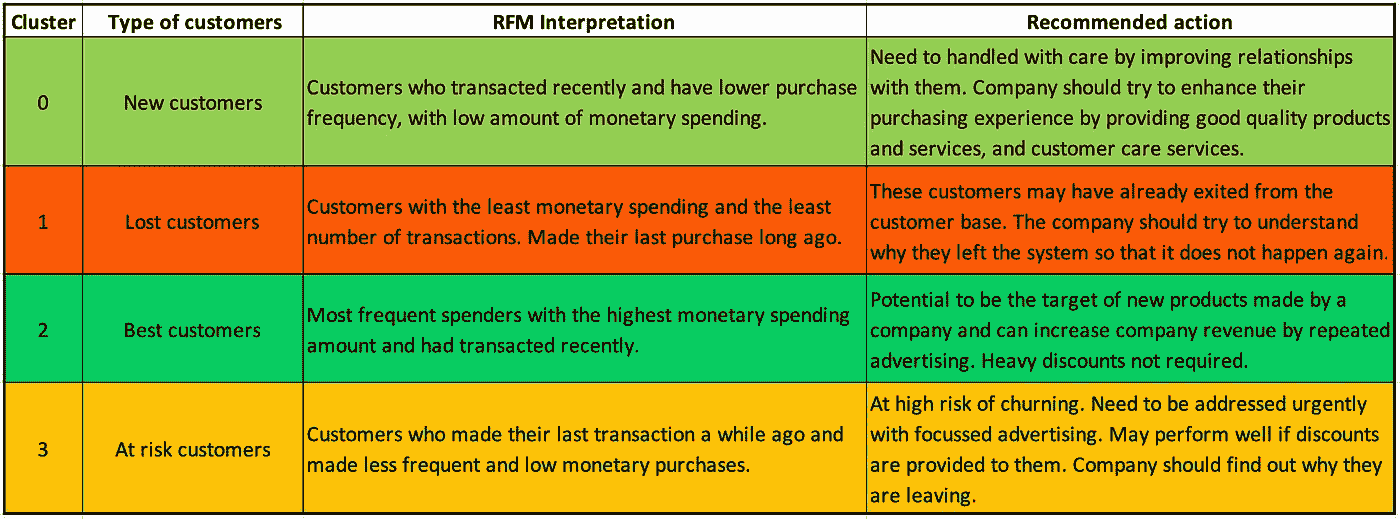 Cluster Type of customers RFM Interpretation Recommended action
0
New customers
Customers who transacted recently and have lower purchase
frequency, with low amount of monetary spending.
Need to handled with care by improving relationships
with them. Company should try to enhance their
purchasing experience by providing good quality products
and services, and customer care services.
1
Lost customers
Customers with the least monetary spending and the least
number of transactions. Made their last purchase long ago.
These customers may have already exited from the
customer base. The company should try to understand
why they left the system so that it does not happen again.
2
Best customers
Most frequent spenders with the highest monetary spending
amount and had transacted recently.
Potential to be the target of new products made by a
company and can increase company revenue by repeated
advertising. Heavy discounts not required.
3
At risk customers
Customers who made their last transaction a while ago and
made less frequent and low monetary purchases.
At high risk of churning. Need to be addressed urgently
with focussed advertising. May perform well if discounts
are provided to them. Company should find out why they
are leaving.